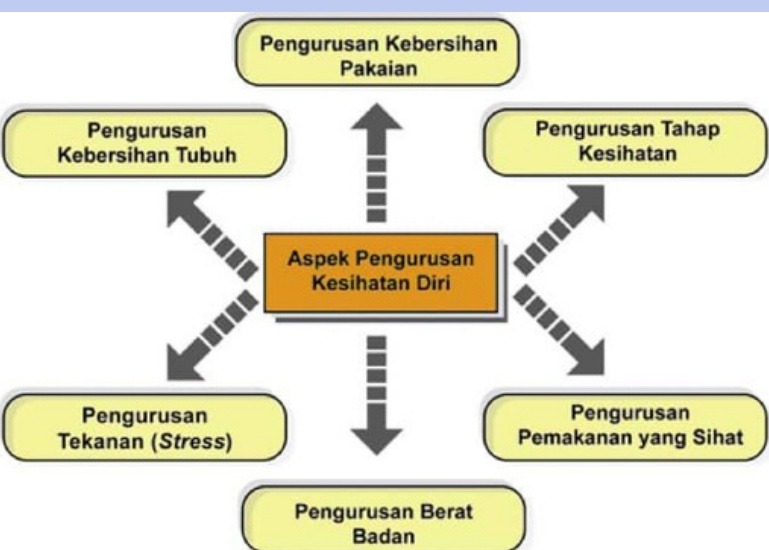 Pengurusan Kebersihan
Pakaian
Pengurusan
Kebersihan Tubuh
Pengurusan Tahap
Kesihatan
Aspek Pengurusan
Kesihatan Diri
Pengurusan
Tekanan (Stress)
Pengurusan
Pemakanan yang Sihat
Pengurusan Berat
Badan